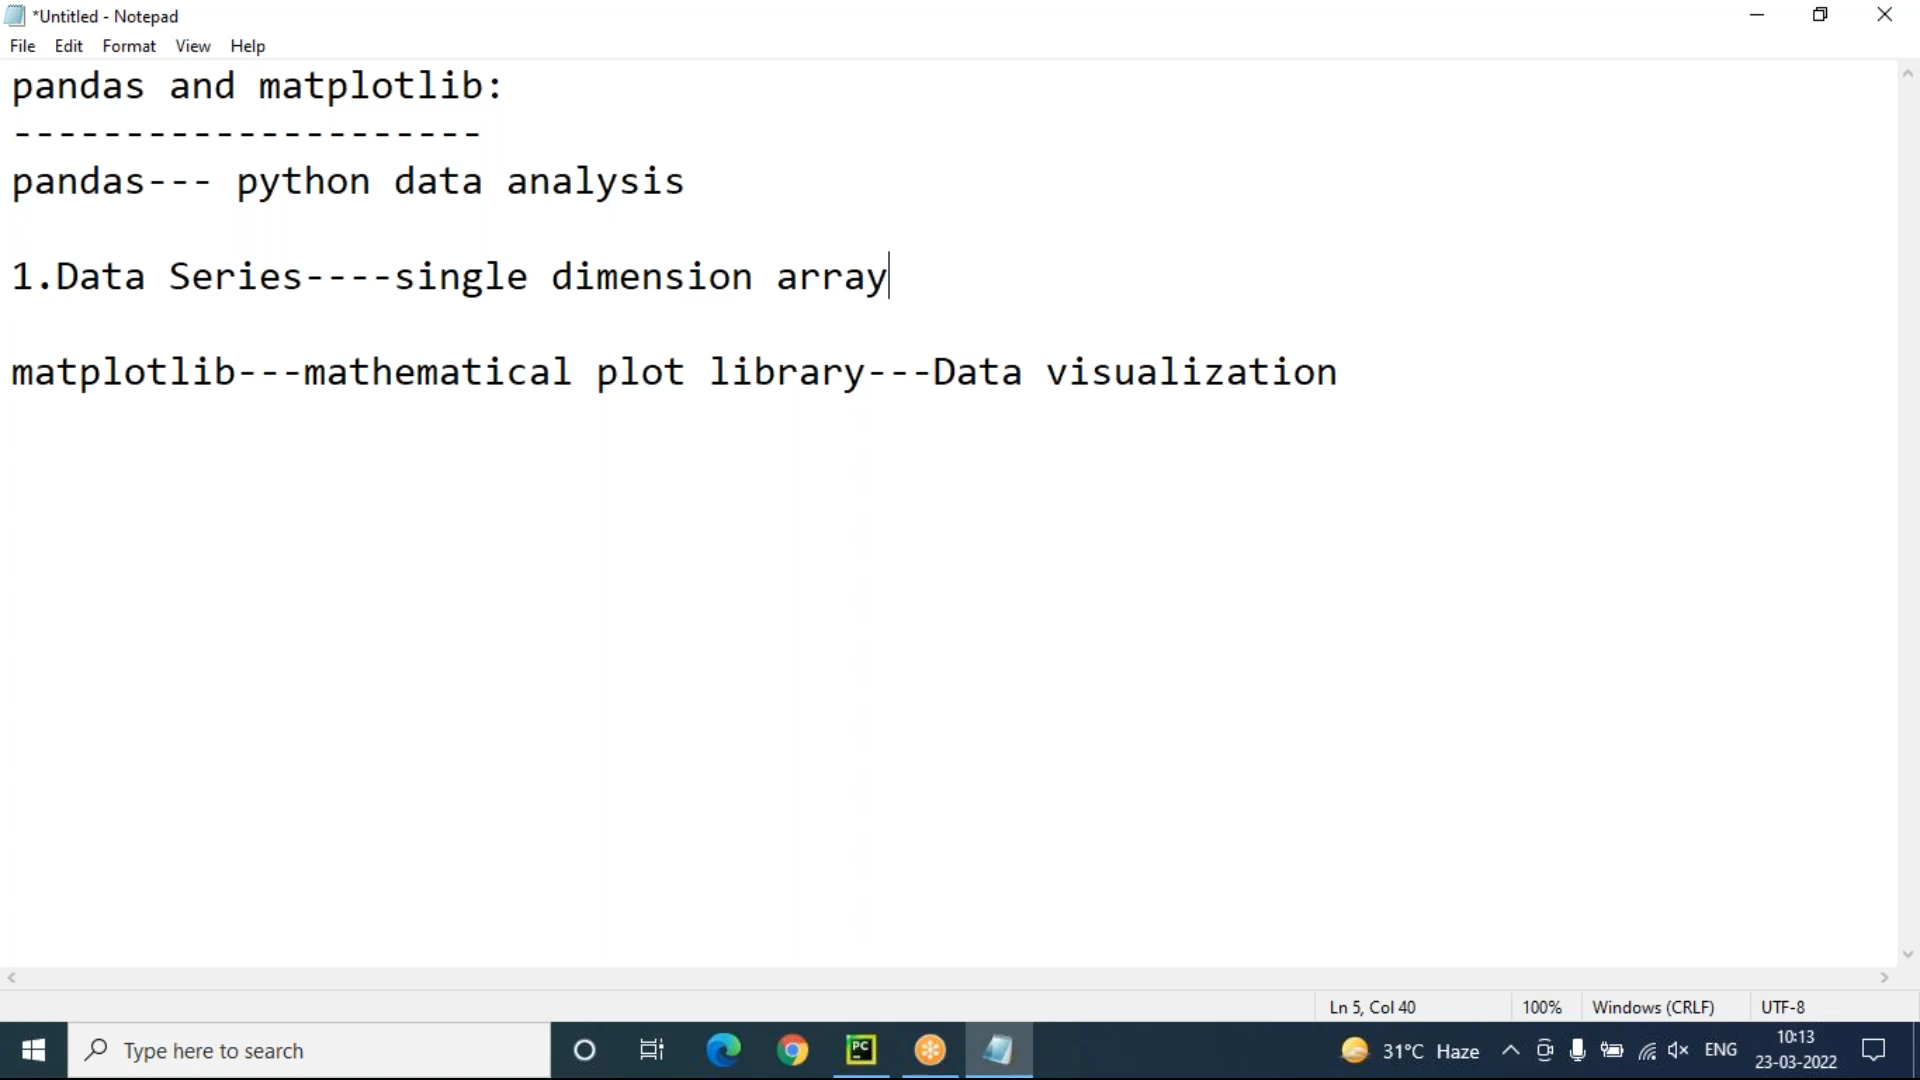 *Untitled - Notepad
File Edit Format View Help
pandas and matplotlib:
---------------------
pandas--- python data analysis
1.Data Series----single dimension array
matplotlib---mathematical plot library---Data visualization
Ln 5, Col 40 100% Windows (CRLF) UTF-8
Type here to search
PC
31°C Haze
ENG
10:13
23-03-2022